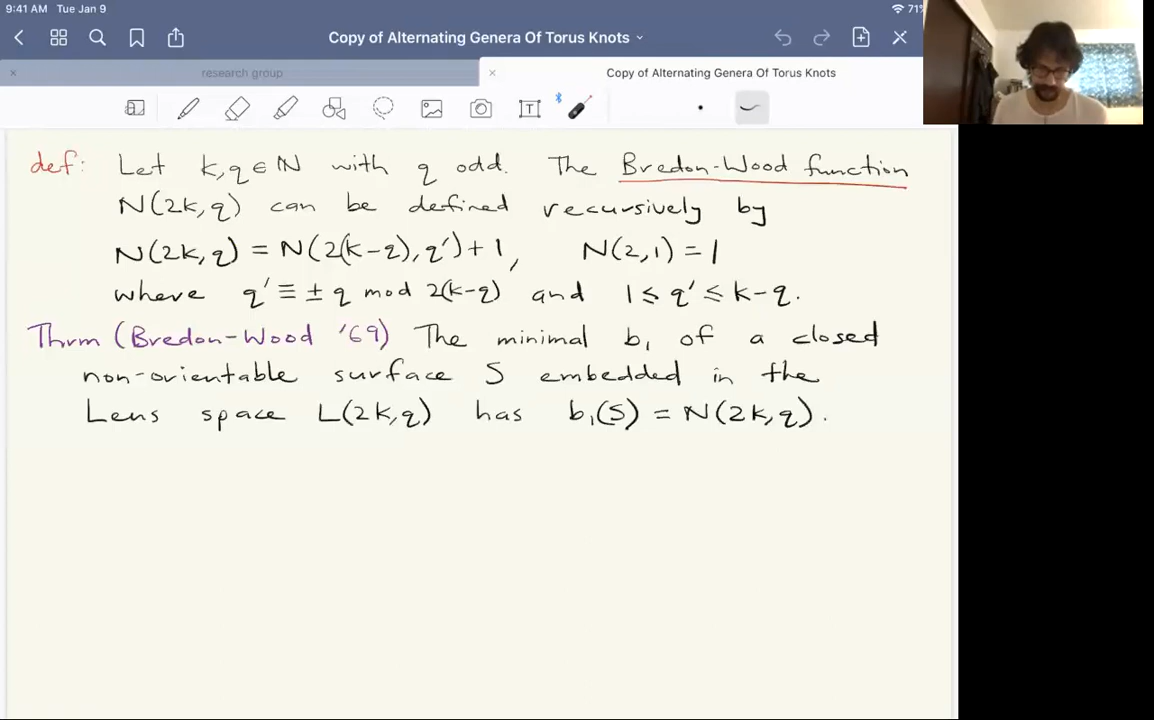 9:41 AM Tue Jan 9
71%
Copy of Alternating Genera Of Torus Knots
research group
Copy of Alternating Genera Of Torus Knots
def: Let k,q ∈ ℕ with q odd. The Bredon-Wood function
N(2k,q) can be defined recursively by
N(2k,q) = N(2(k-q), q') + 1, N(2,1) = 1
where q' ≡ ± q mod 2(k-q) and 1 ≤ q' ≤ k-q.
Thrm (Bredon-Wood '69) The minimal b₁ of a closed
non-orientable surface S embedded in the
Lens space L(2k,q) has b₁(S) = N(2k,q).